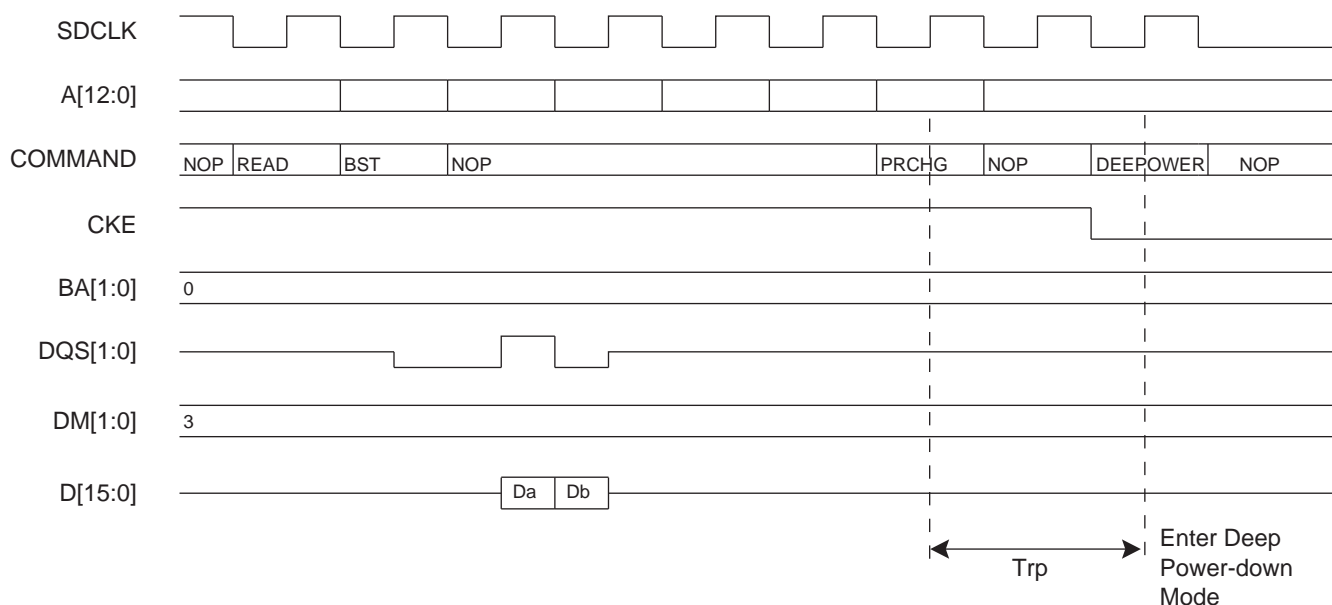 SDCLK
A[12:0]
COMMAND NOP READ BST NOP PRCHG NOP DEEPOWER NOP
CKE
BA[1:0] 0
DQS[1:0]
DM[1:0] 3
D[15:0] Da Db
Trp
Enter Deep
Power-down
Mode